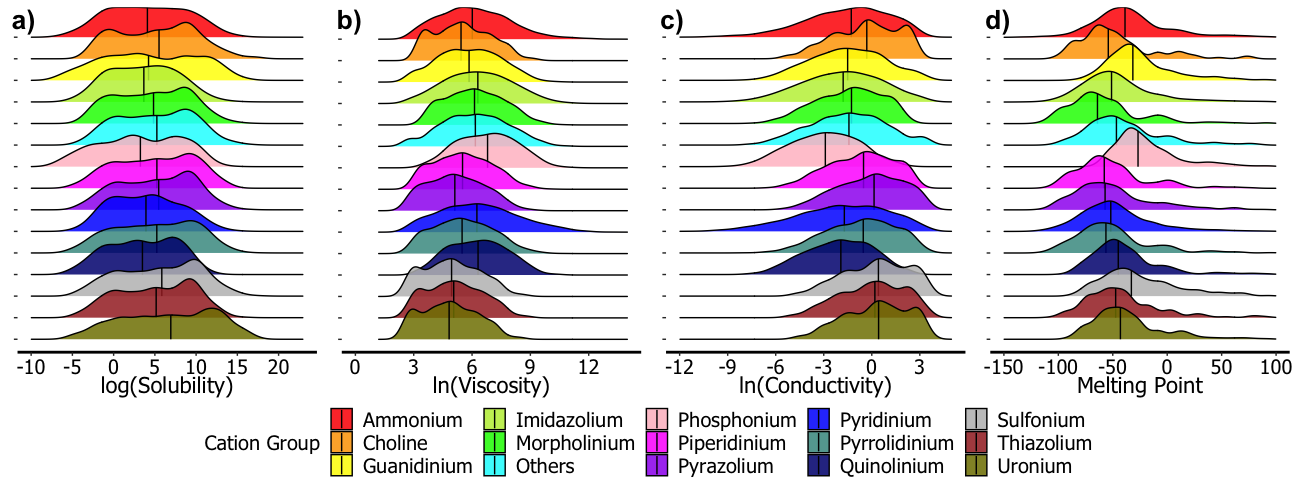 a) b) c) d)
-10 -5 0 5 10 15 20 0 3 6 9 12 -12 -9 -6 -3 0 3 -150 -100 -50 0 50 100
log(Solubility) ln(Viscosity) ln(Conductivity) Melting Point
Ammonium Imidazolium Phosphonium Pyridinium Sulfonium
Cation Group Choline Morpholinium Piperidinium Pyrrolidinium Thiazolium
Guanidinium Others Pyrazolium Quinolinium Uronium